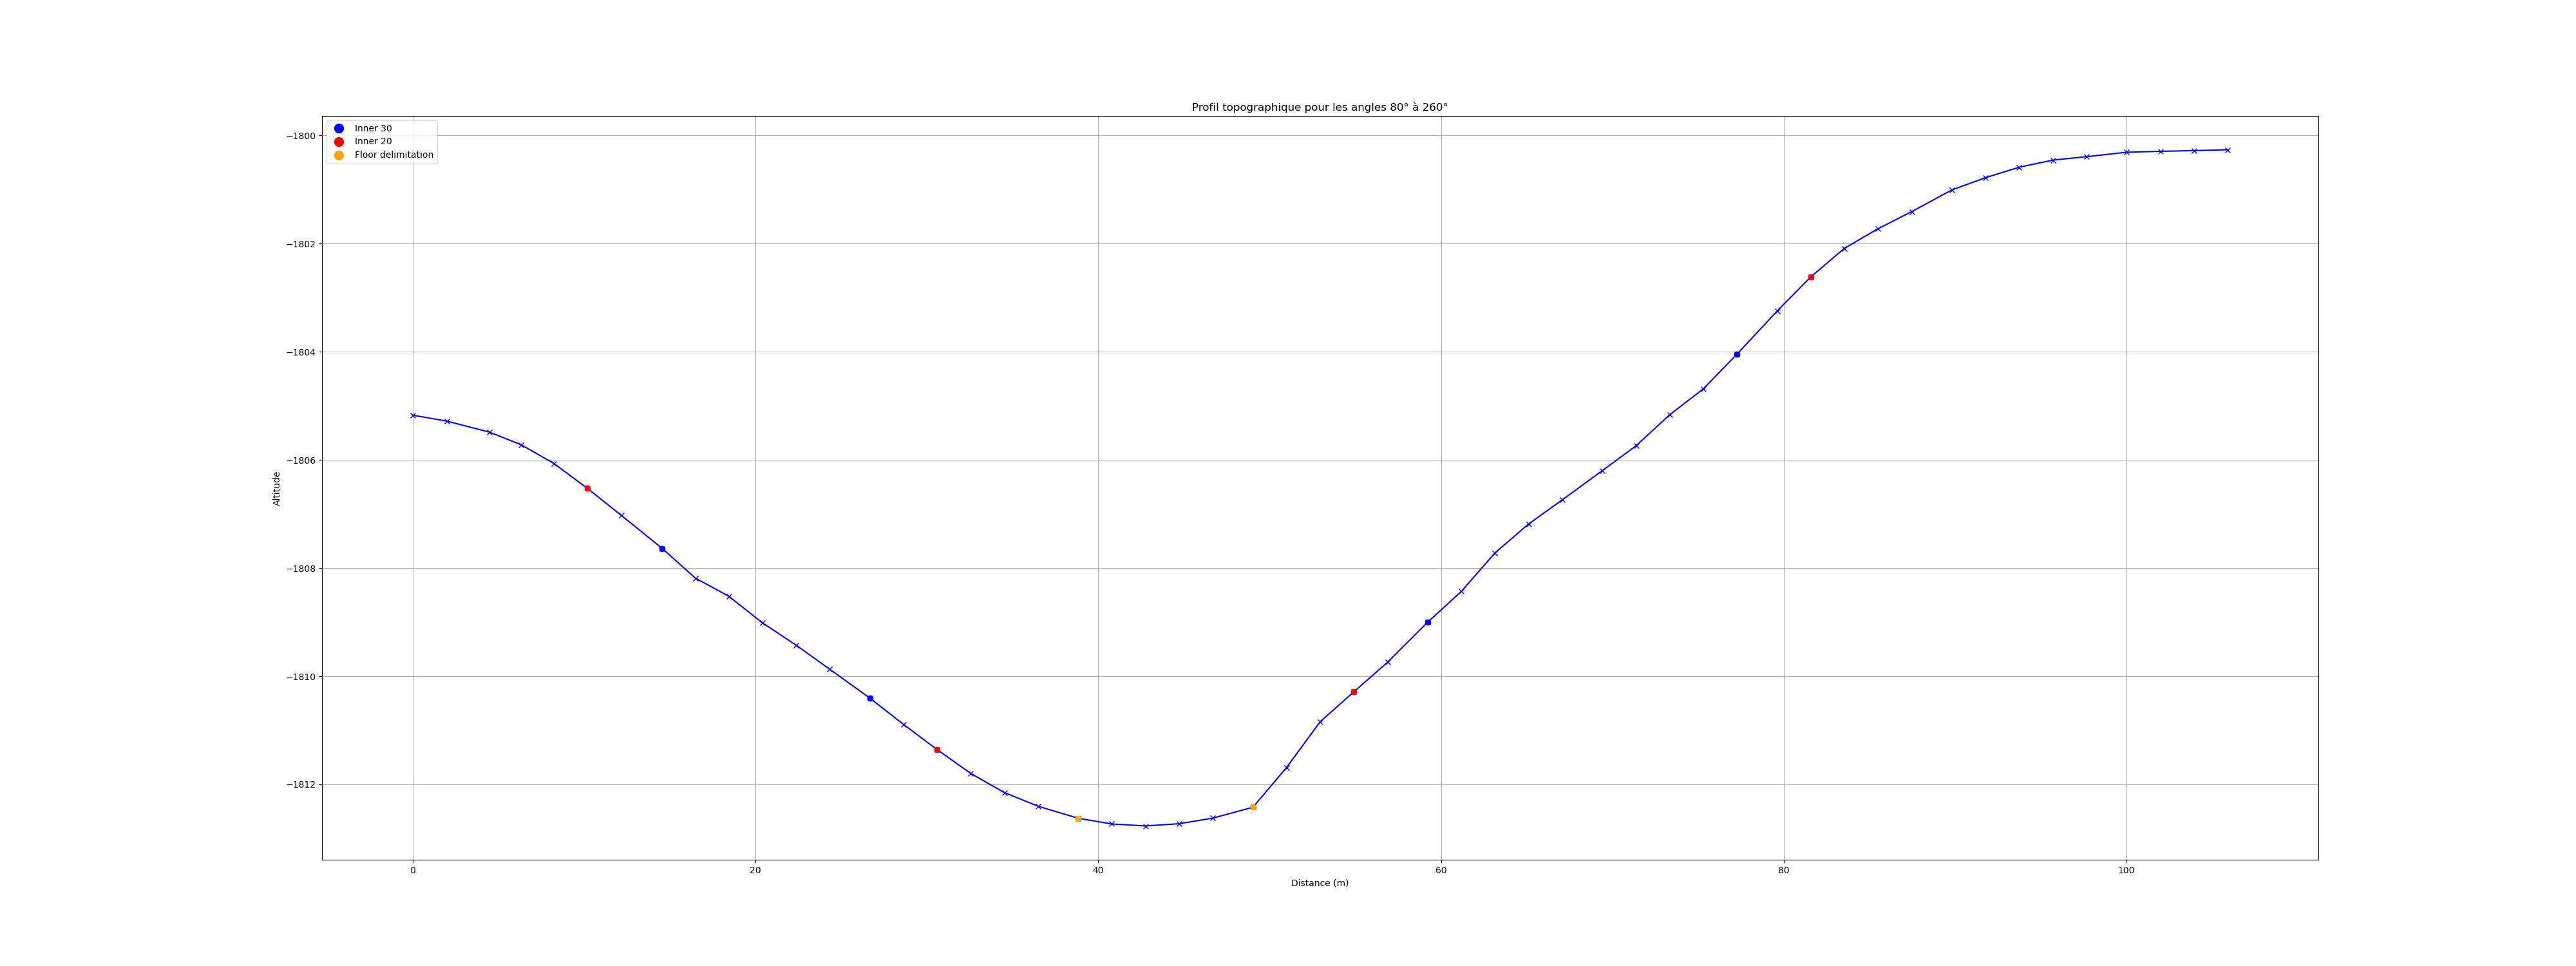 Profil topographique pour les angles 80° à 260°
Inner 30
Inner 20
Floor delimitation
−1800
−1802
−1804
−1806
−1808
−1810
−1812
Altitude
0
20
40
60
80
100
Distance (m)